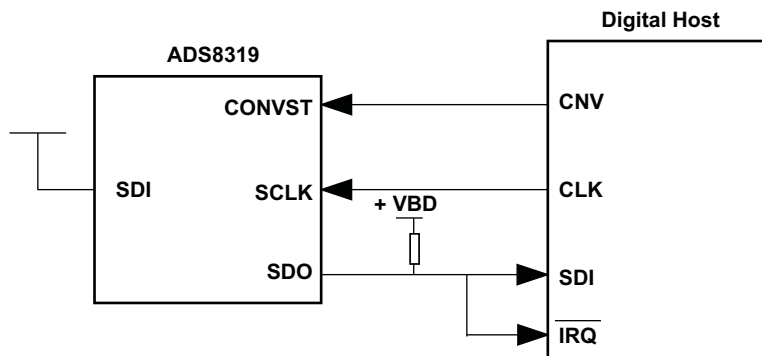 Digital Host
ADS8319
CONVST
CNV
SDI
SCLK
CLK
+ VBD
SDO
SDI
IRQ